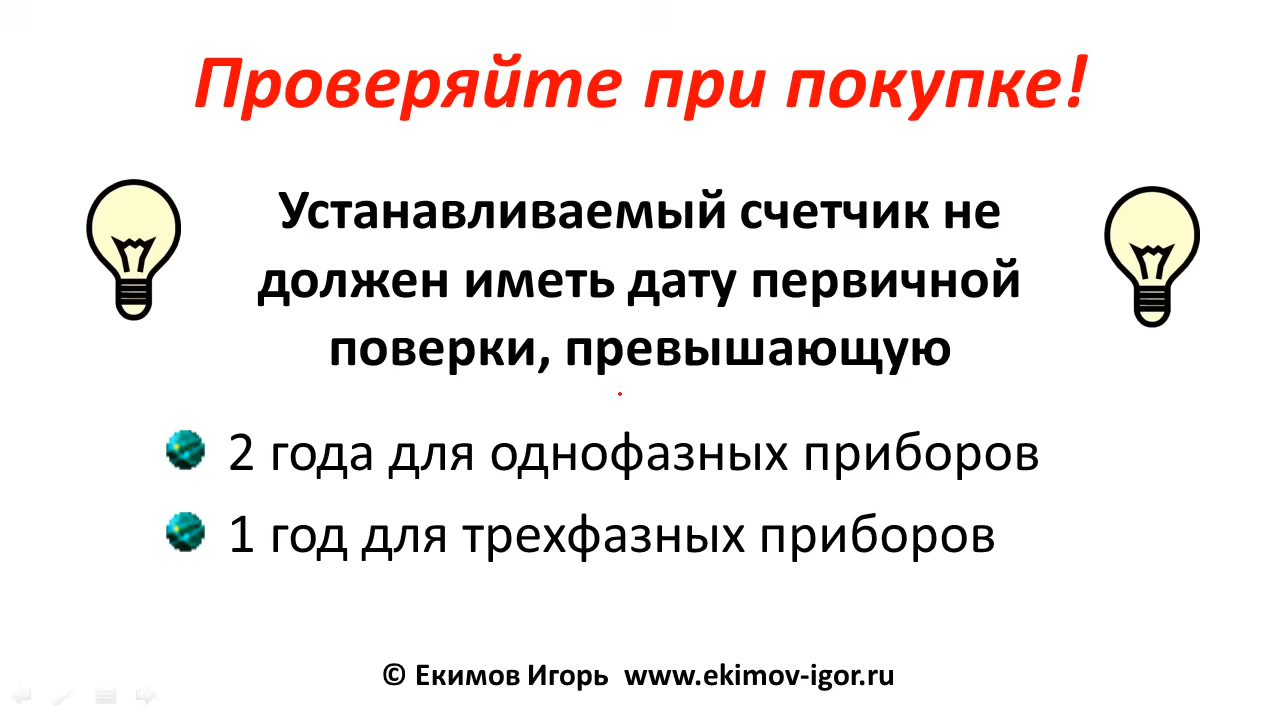 Проверяйте при покупке!
Устанавливаемый счетчик не
должен иметь дату первичной
поверки, превышающую
2 года для однофазных приборов
1 год для трехфазных приборов
© Екимов Игорь www.ekimov-igor.ru